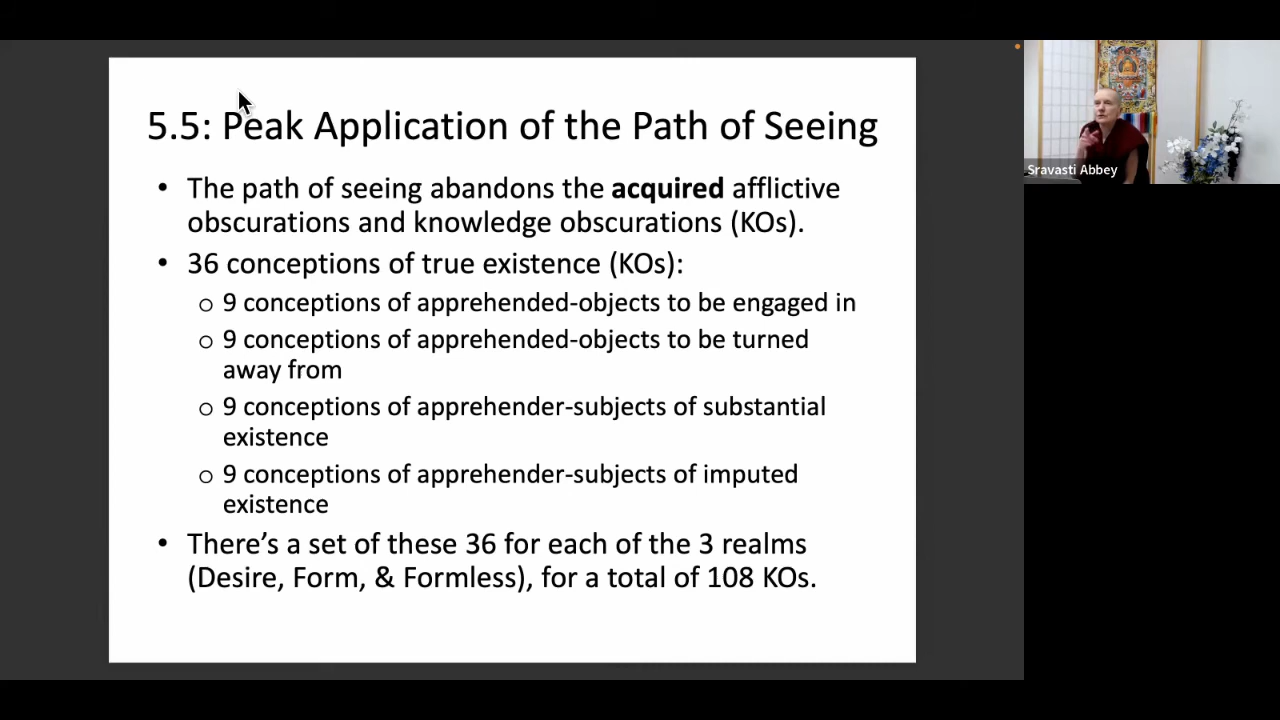 5.5: Peak Application of the Path of Seeing
• The path of seeing abandons the acquired afflictive
obscurations and knowledge obscurations (KOs).
• 36 conceptions of true existence (KOs):
o 9 conceptions of apprehended-objects to be engaged in
o 9 conceptions of apprehended-objects to be turned
away from
o 9 conceptions of apprehender-subjects of substantial
existence
o 9 conceptions of apprehender-subjects of imputed
existence
• There’s a set of these 36 for each of the 3 realms
(Desire, Form, & Formless), for a total of 108 KOs.
Sravasti Abbey